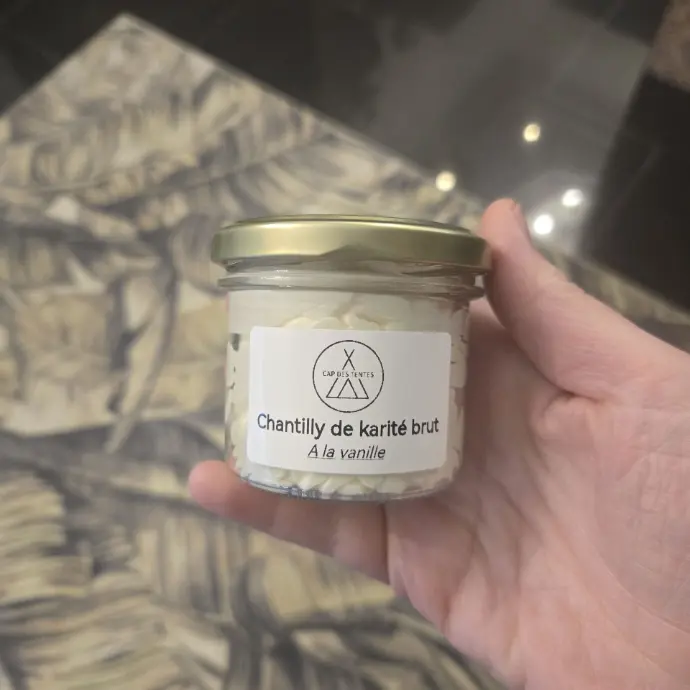 CAP DES TENTES
Chantilly de karité brut
A la vanille